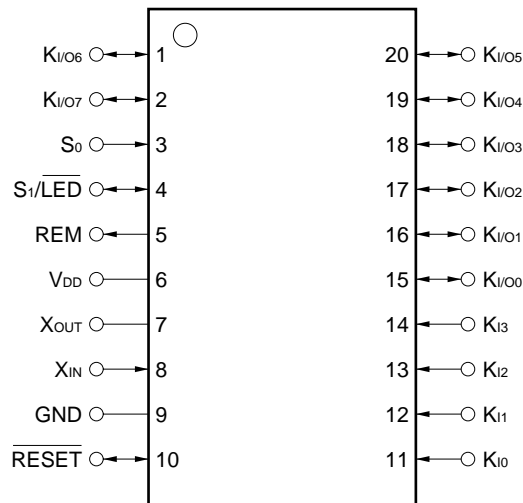 KI/O6 1 20 KI/O5
KI/O7 2 19 KI/O4
S0 3 18 KI/O3
S1/LED 4 17 KI/O2
REM 5 16 KI/O1
VDD 6 15 KI/O0
XOUT 7 14 KI3
XIN 8 13 KI2
GND 9 12 KI1
RESET 10 11 KI0